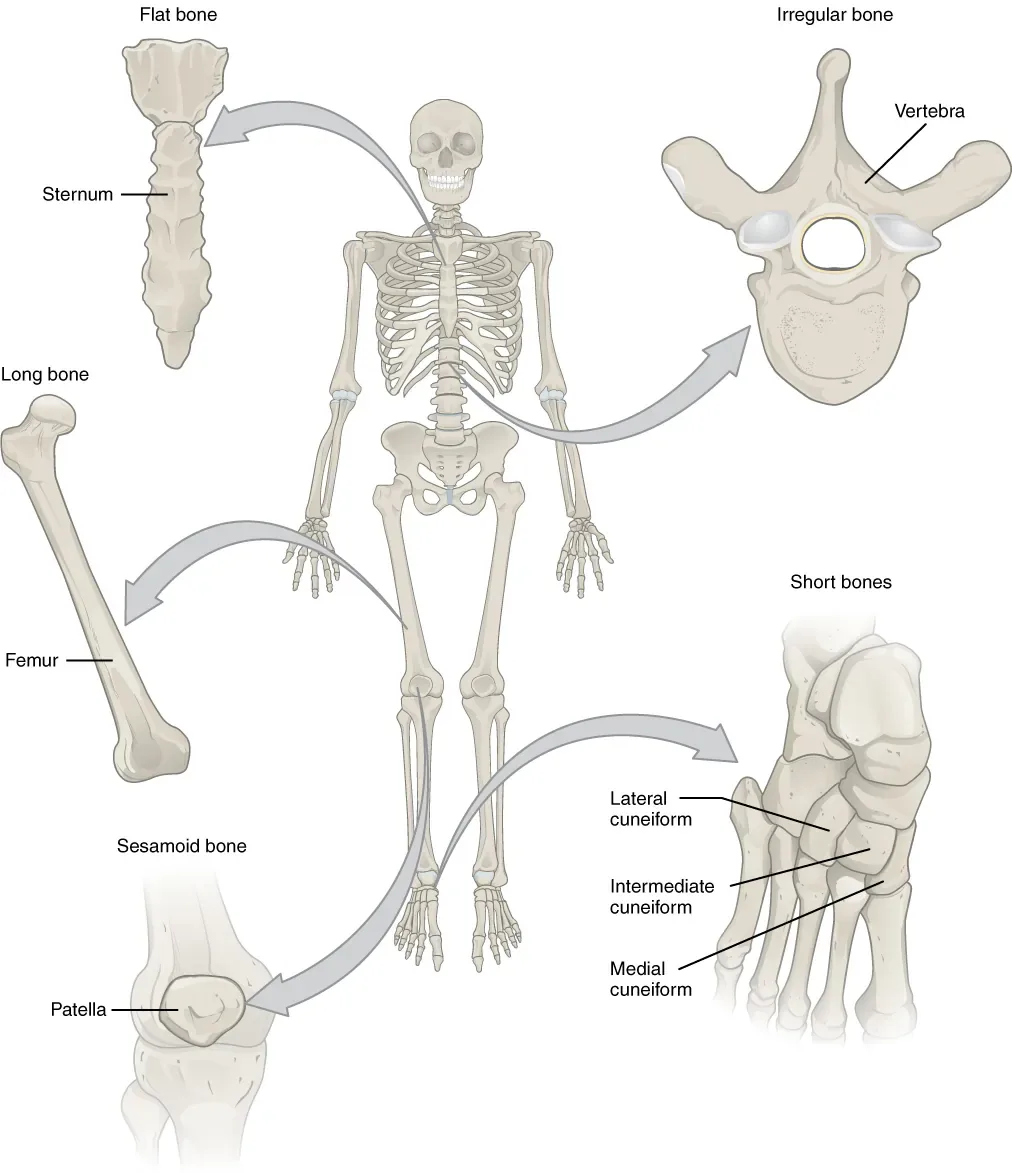 Flat bone
Irregular bone
Vertebra
Sternum
Long bone
Femur
Short bones
Lateral
cuneiform
Intermediate
cuneiform
Medial
cuneiform
Sesamoid bone
Patella